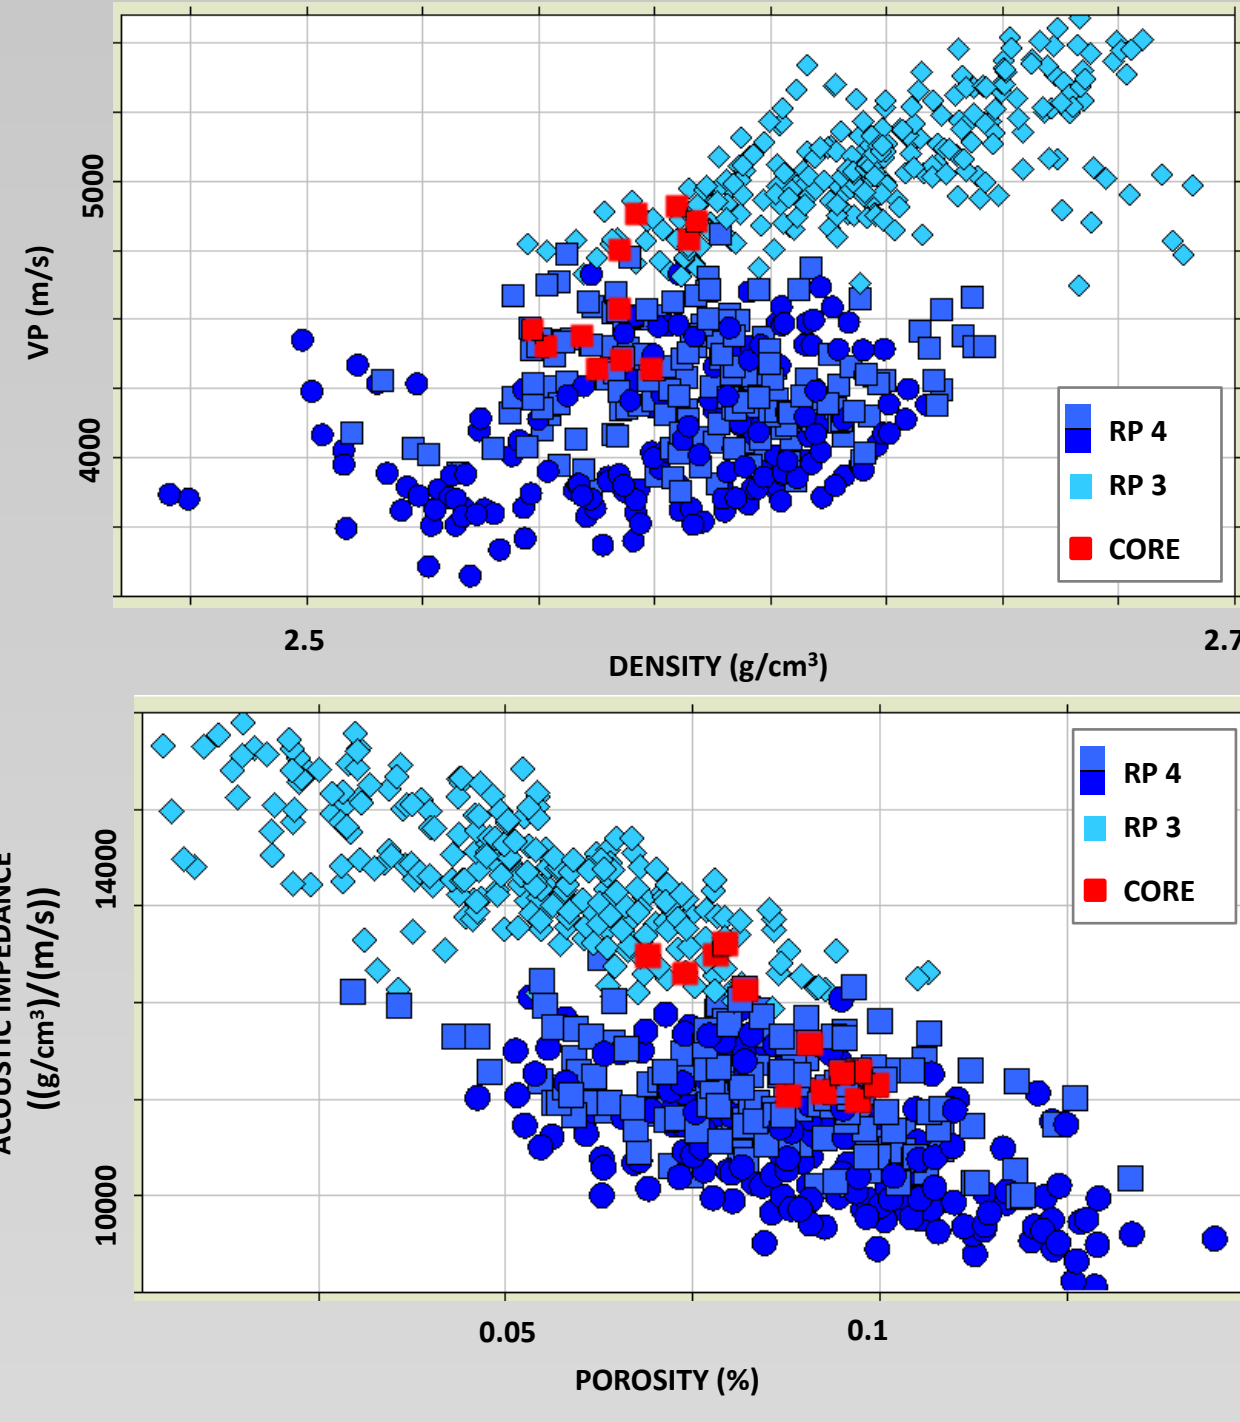 5000
VP (m/s)
4000
RP 4
RP 3
CORE
2.5
2.7
DENSITY (g/cm³)
RP 4
RP 3
CORE
14000
ACOUSTIC IMPEDANCE
((g/cm³)/(m/s))
10000
0.05
0.1
POROSITY (%)